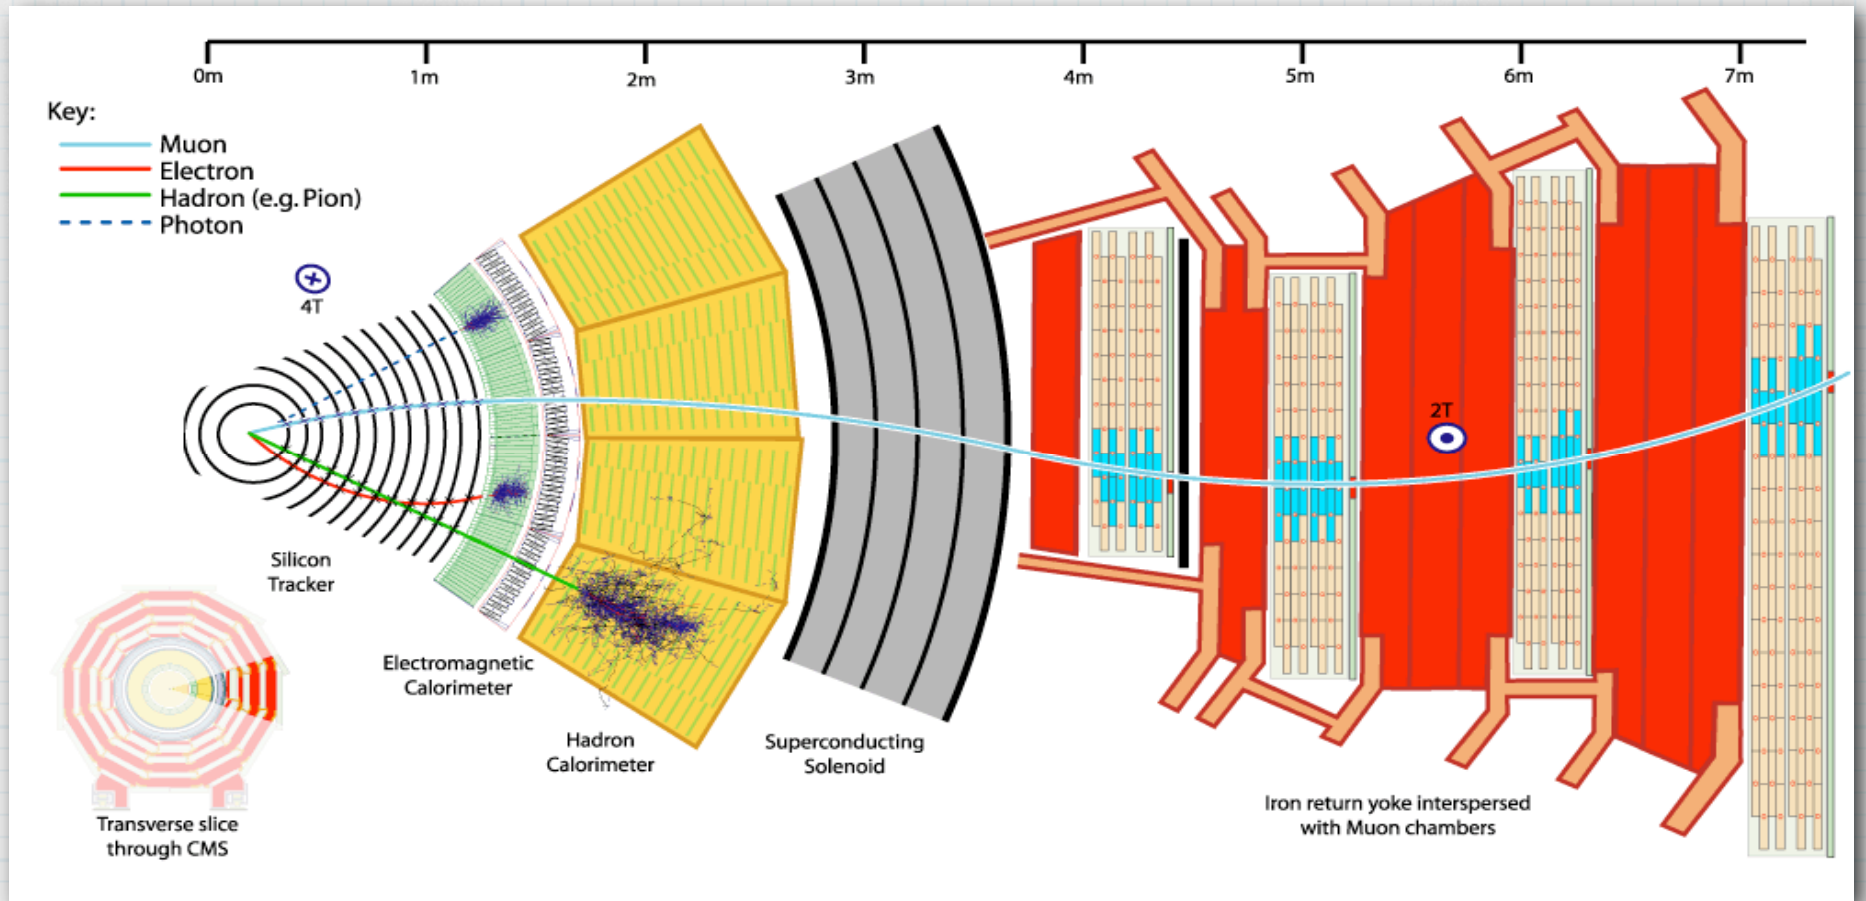 0m 1m 2m 3m 4m 5m 6m 7m
Key:
Muon
Electron
Hadron (e.g. Pion)
Photon
4T
2T
Silicon
Tracker
Electromagnetic
Calorimeter
Hadron
Calorimeter
Superconducting
Solenoid
Iron return yoke interspersed
with Muon chambers
Transverse slice
through CMS